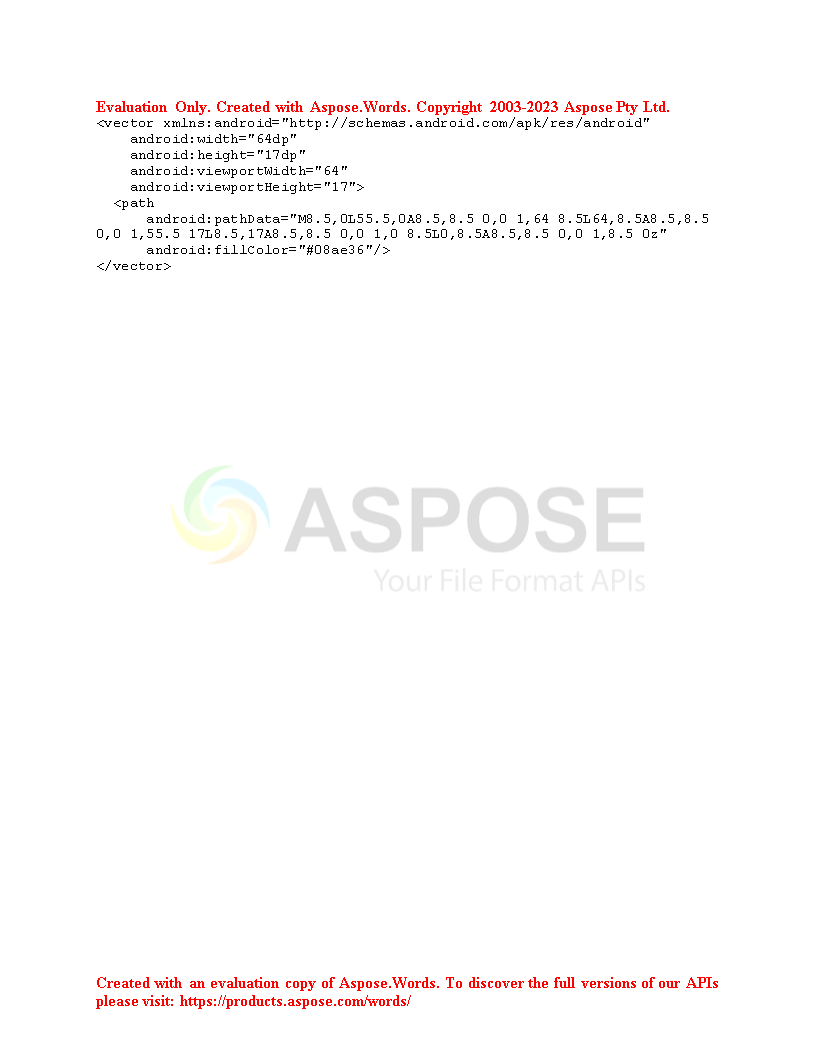 Evaluation Only. Created with Aspose.Words. Copyright 2003-2023 Aspose Pty Ltd.
<vector xmlns:android="http://schemas.android.com/apk/res/android"
    android:width="64dp"
    android:height="17dp"
    android:viewportWidth="64"
    android:viewportHeight="17">
  <path
      android:pathData="M8.5,0L55.5,0A8.5,8.5 0,0 1,64 8.5L64,8.5A8.5,8.5
0,0 1,55.5 17L8.5,17A8.5,8.5 0,0 1,0 8.5L0,8.5A8.5,8.5 0,0 1,8.5 0z"
      android:fillColor="#08ae36"/>
</vector>
ASPOSE
Your File Format APIs
Created with an evaluation copy of Aspose.Words. To discover the full versions of our APIs
please visit: https://products.aspose.com/words/